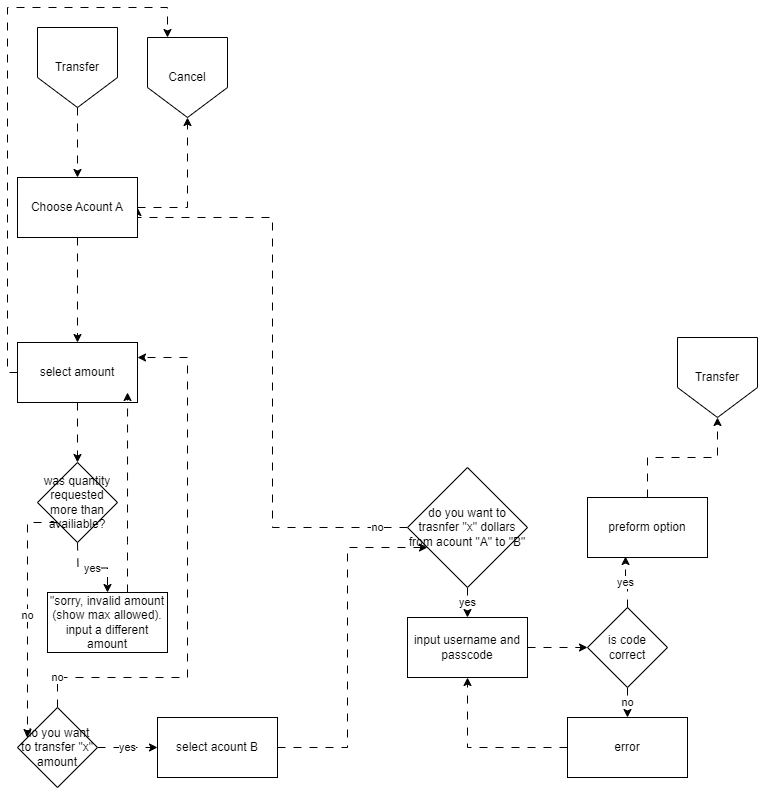 Transfer
Cancel
Choose Acount A
select amount
was quantity
requested
more than
availiable?
yes
"sorry, invalid amount
(show max allowed).
input a different
amount
no
no
do you want
to transfer "x"
amount
yes
select acount B
no
do you want to
trasnfer "x" dollars
from acount "A" to "B"
yes
input username and
passcode
is code
correct
yes
no
error
preform option
Transfer